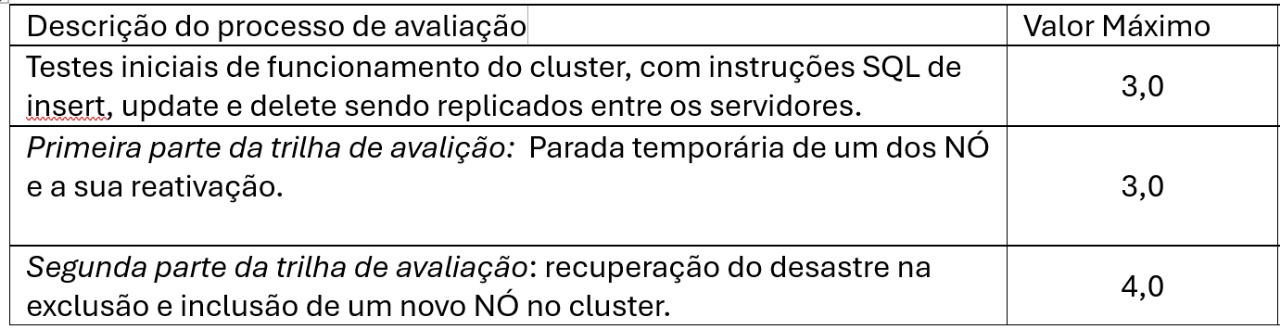 Descrição do processo de avaliação
Valor Máximo
Testes iniciais de funcionamento do cluster, com instruções SQL de
insert, update e delete sendo replicados entre os servidores.
3,0
Primeira parte da trilha de avalição: Parada temporária de um dos NÓ
e a sua reativação.
3,0
Segunda parte da trilha de avaliação: recuperação do desastre na
exclusão e inclusão de um novo NÓ no cluster.
4,0